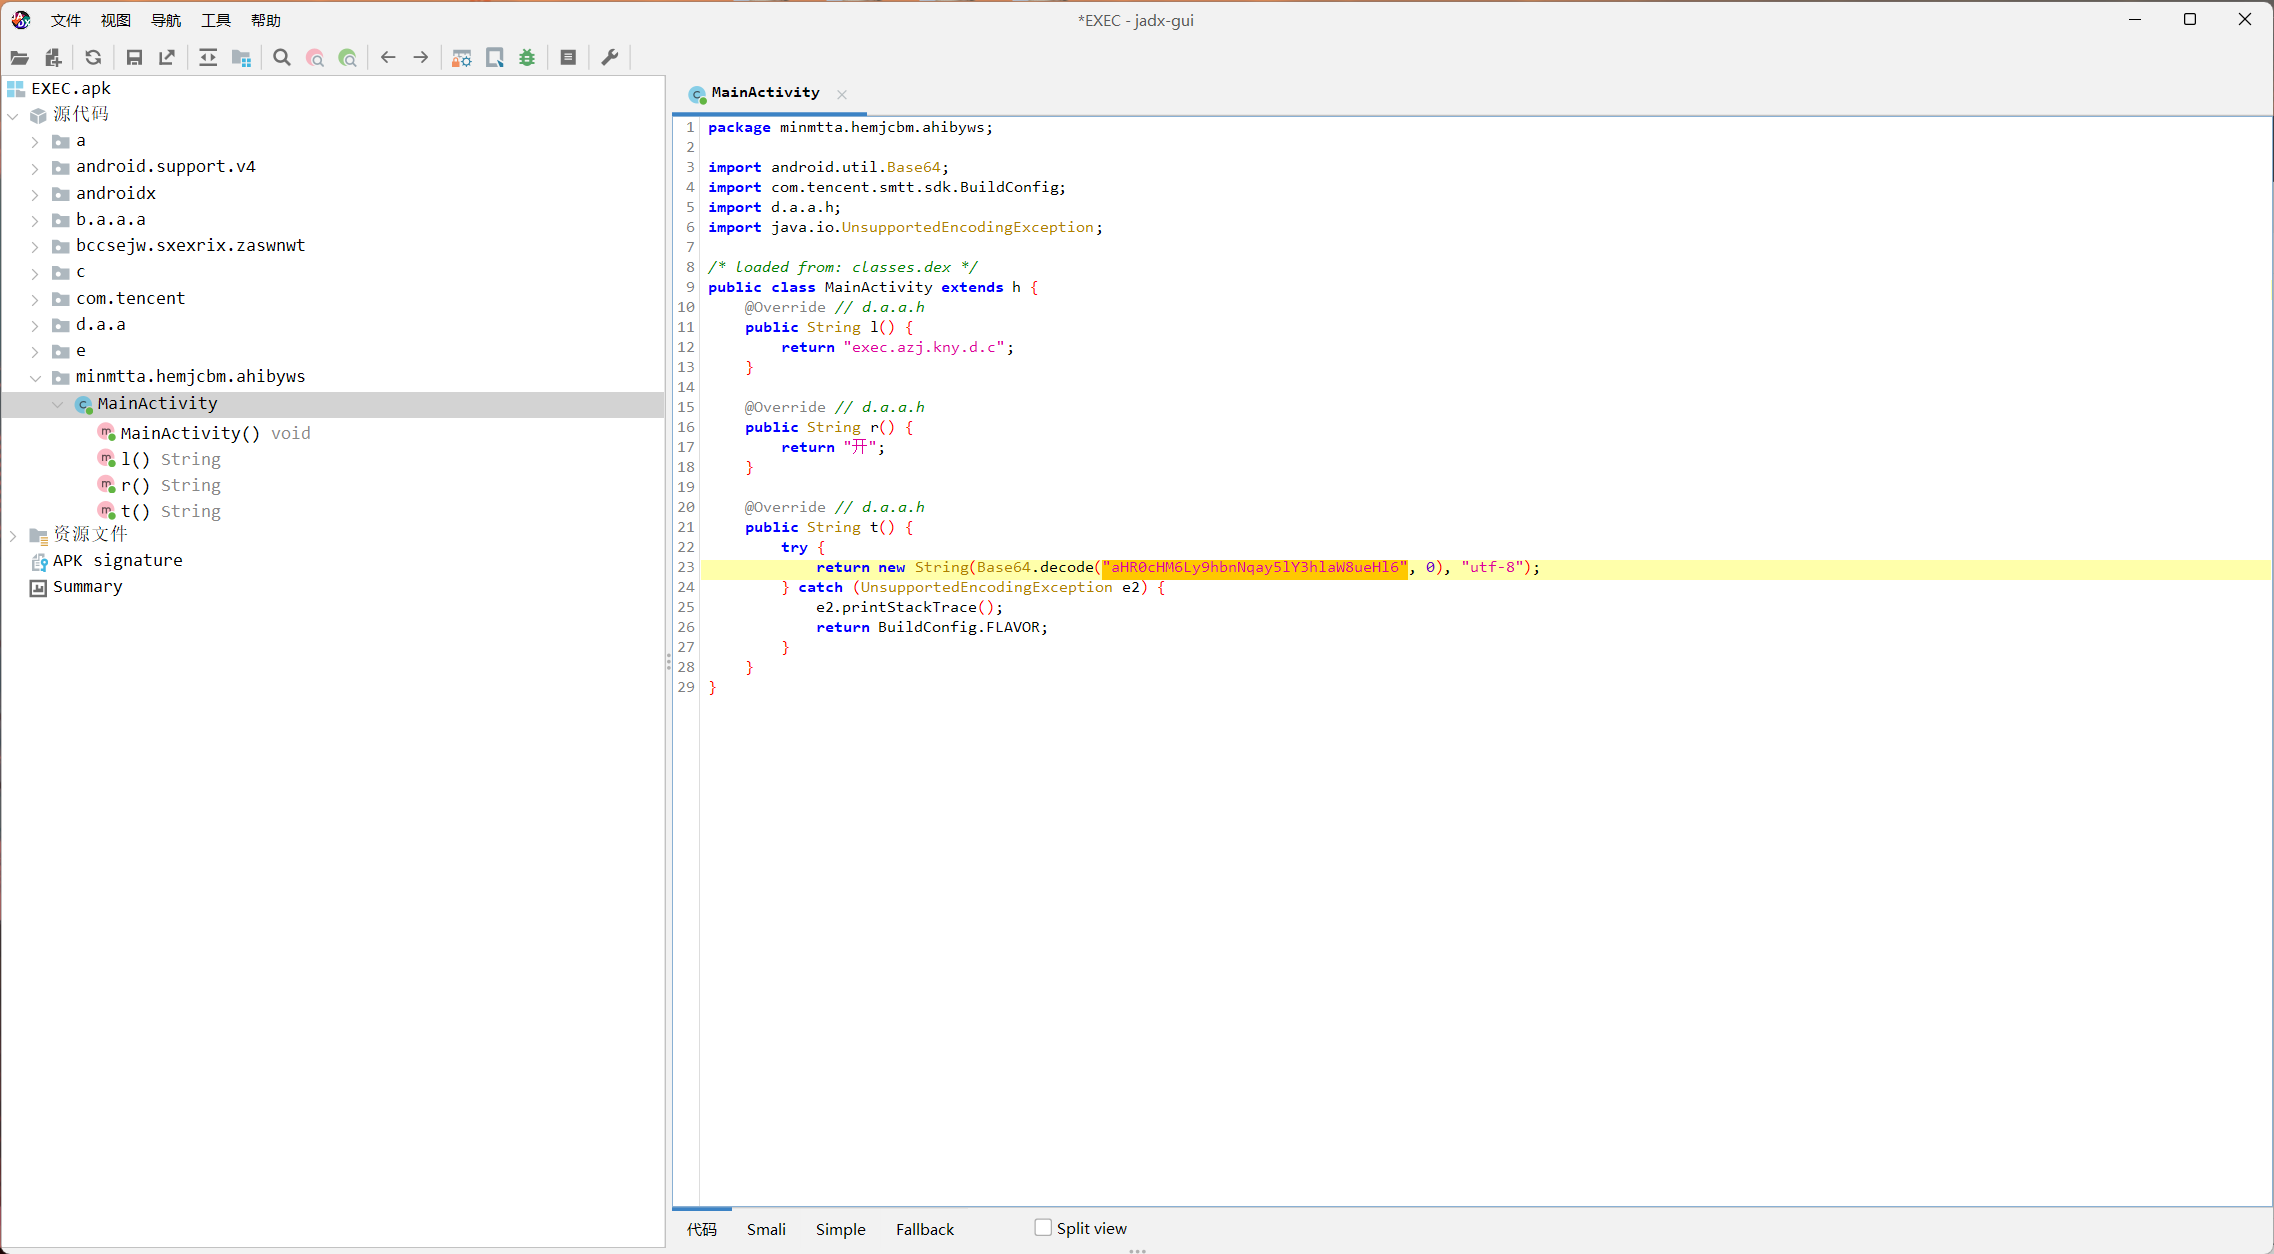 文件 视图 导航 工具 帮助
*EXEC - jadx-gui
EXEC.apk
源代码
a
android.support.v4
androidx
b.a.a.a
bccsejw.sxexrix.zaswnwt
c
com.tencent
d.a.a
e
minmtta.hemjcbm.ahibyws
MainActivity
MainActivity() void
l() String
r() String
t() String
资源文件
APK signature
Summary
MainActivity
1 package minmtta.hemjcbm.ahibyws;
2
3 import android.util.Base64;
4 import com.tencent.smtt.sdk.BuildConfig;
5 import d.a.a.h;
6 import java.io.UnsupportedEncodingException;
7
8 /* loaded from: classes.dex */
9 public class MainActivity extends h {
10 @Override // d.a.a.h
11 public String l() {
12 return "exec.azj.kny.d.c";
13 }
14
15 @Override // d.a.a.h
16 public String r() {
17 return "开";
18 }
19
20 @Override // d.a.a.h
21 public String t() {
22 try {
23 return new String(Base64.decode("aHR0cHM6Ly9hbnNqay5lY3hlaW8ueHl6", 0), "utf-8");
24 } catch (UnsupportedEncodingException e2) {
25 e2.printStackTrace();
26 return BuildConfig.FLAVOR;
27 }
28 }
29 }
代码 Smali Simple Fallback Split view